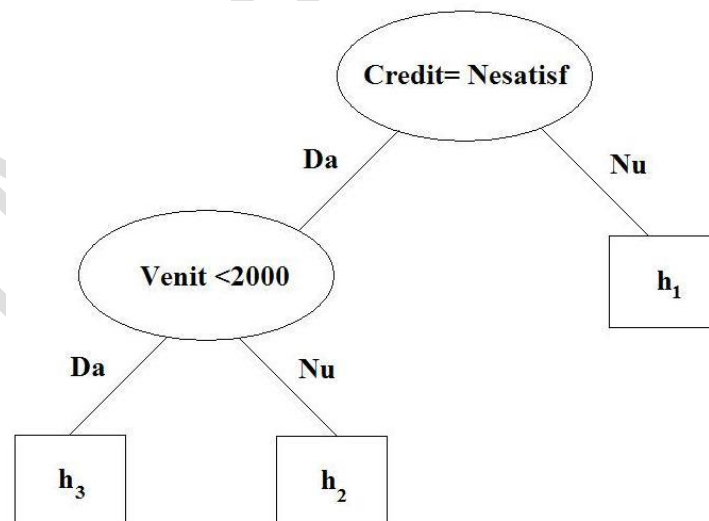 Credit= Nesatisf
Da
Nu
Venit <2000
h₁
Da
Nu
h₃
h₂